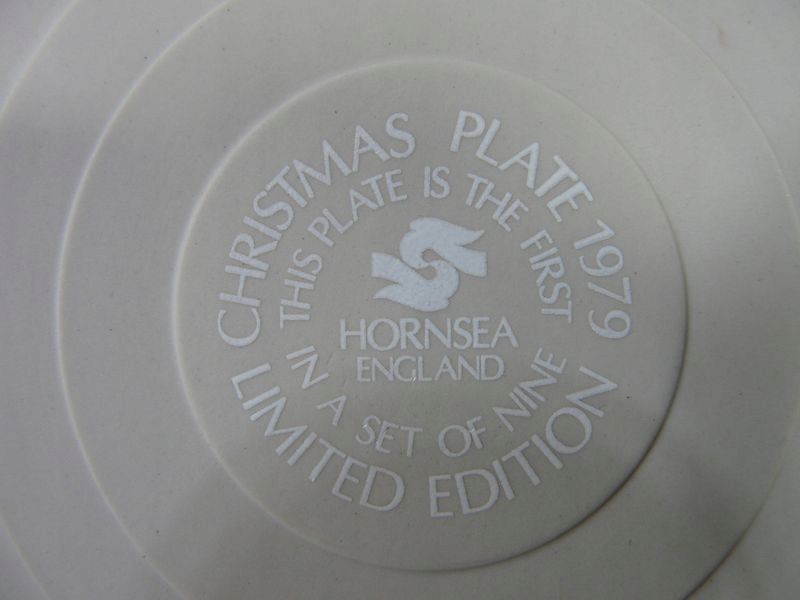 CHRISTMAS PLATE 1979
THIS PLATE IS THE FIRST
HORNSEA
ENGLAND
IN A SET OF NINE
LIMITED EDITION